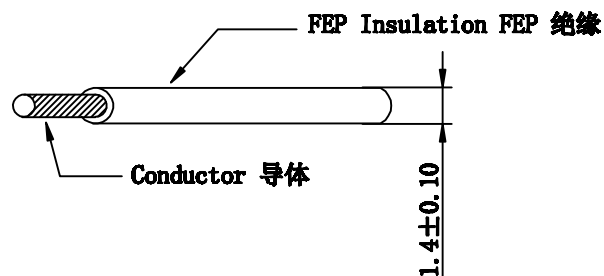 FEP Insulation FEP 绝缘
Conductor 导体
1.4±0.10